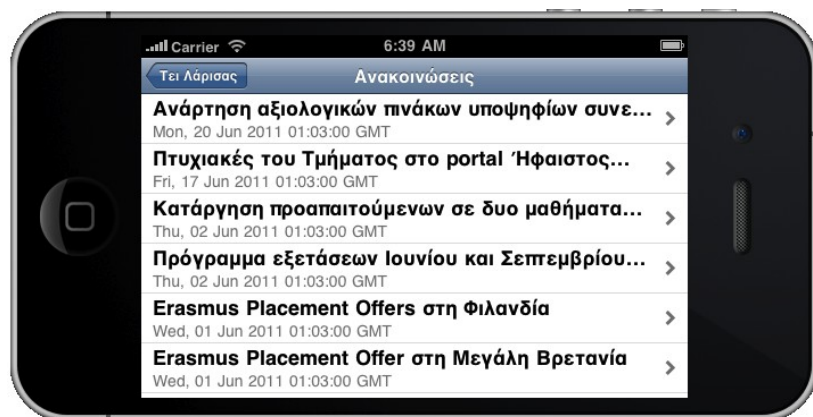 Carrier 6:39 AM
Τει Λάρισας Ανακοινώσεις
Ανάρτηση αξιολογικών πινάκων υποψηφίων συνε...
Mon, 20 Jun 2011 01:03:00 GMT
Πτυχιακές του Τμήματος στο portal Ήφαιστος...
Fri, 17 Jun 2011 01:03:00 GMT
Κατάργηση προαπαιτούμενων σε δυο μαθήματα...
Thu, 02 Jun 2011 01:03:00 GMT
Πρόγραμμα εξετάσεων Ιουνίου και Σεπτεμβρίου...
Thu, 02 Jun 2011 01:03:00 GMT
Erasmus Placement Offers στη Φιλανδία
Wed, 01 Jun 2011 01:03:00 GMT
Erasmus Placement Offer στη Μεγάλη Βρετανία
Wed, 01 Jun 2011 01:03:00 GMT